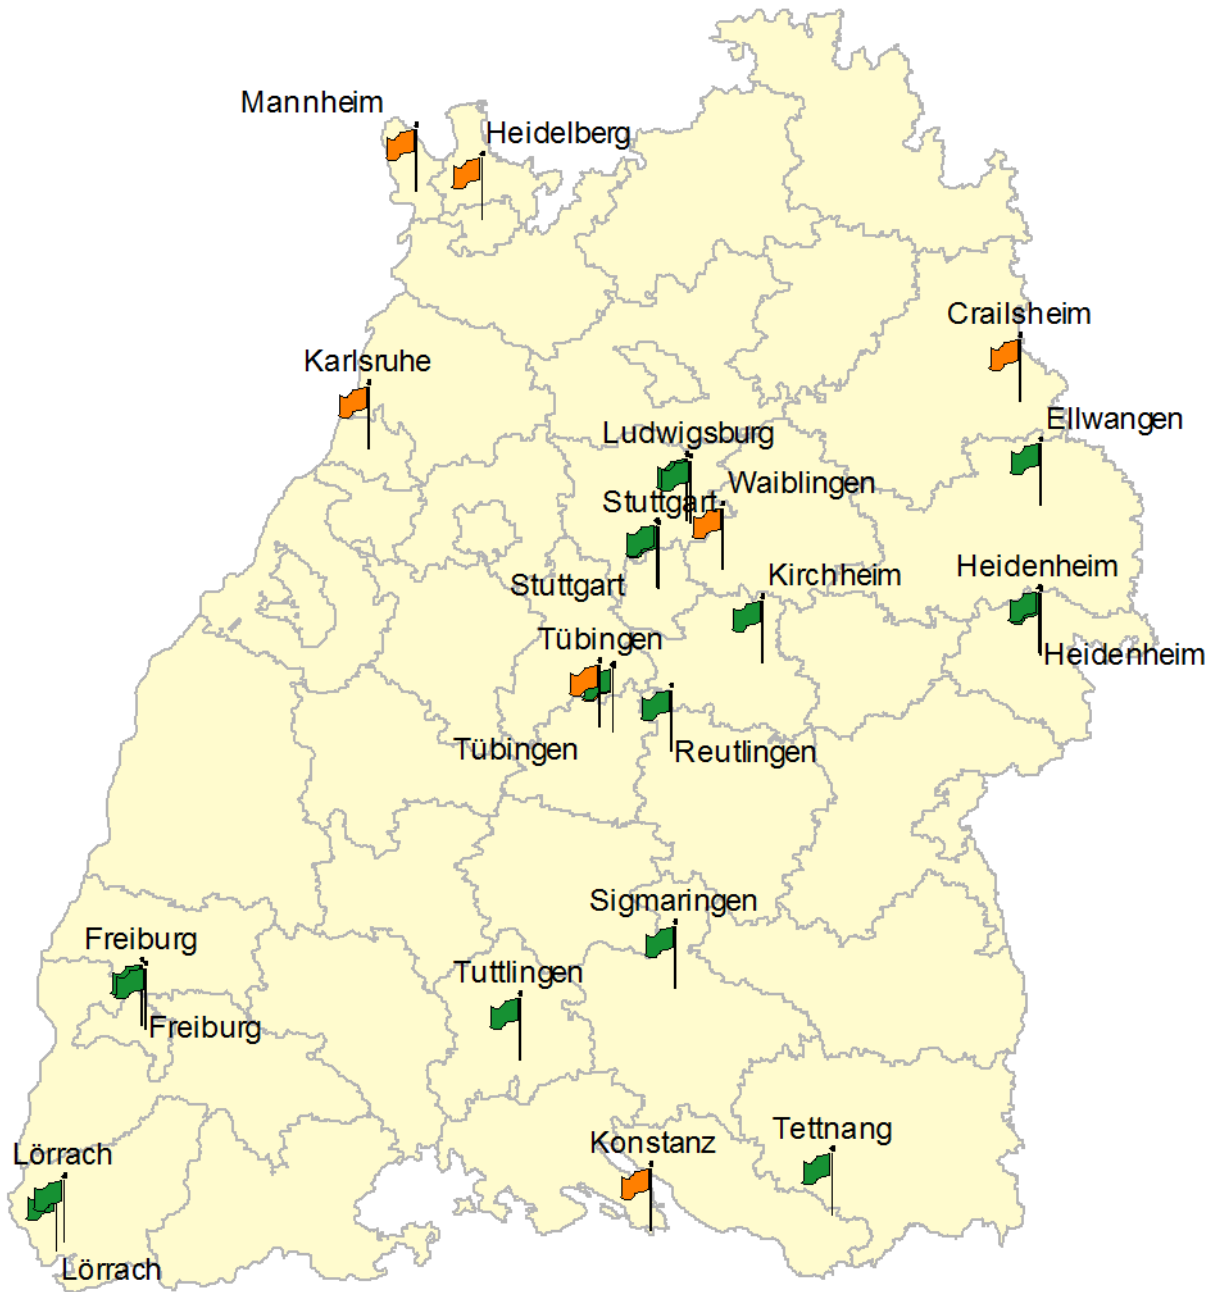 Mannheim
Heidelberg
Crailsheim
Karlsruhe
Ellwangen
Ludwigsburg
Waiblingen
Stuttgart
Heidenheim
Kirchheim
Stuttgart
Tübingen
Heidenheim
Tübingen
Reutlingen
Sigmaringen
Freiburg
Tuttlingen
Freiburg
Tettnang
Konstanz
Lörrach
Lörrach